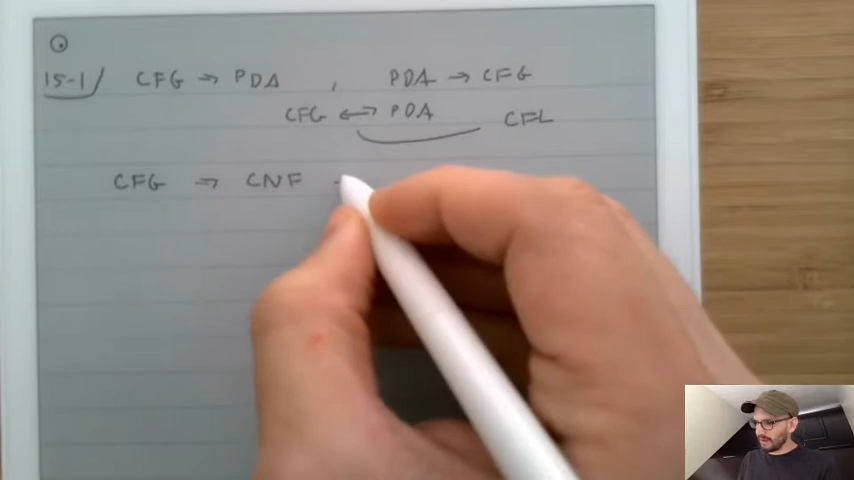 15-1/ CFG → PDA , PDA → CFG
CFG ↔ PDA CFL
CFG → CNF -